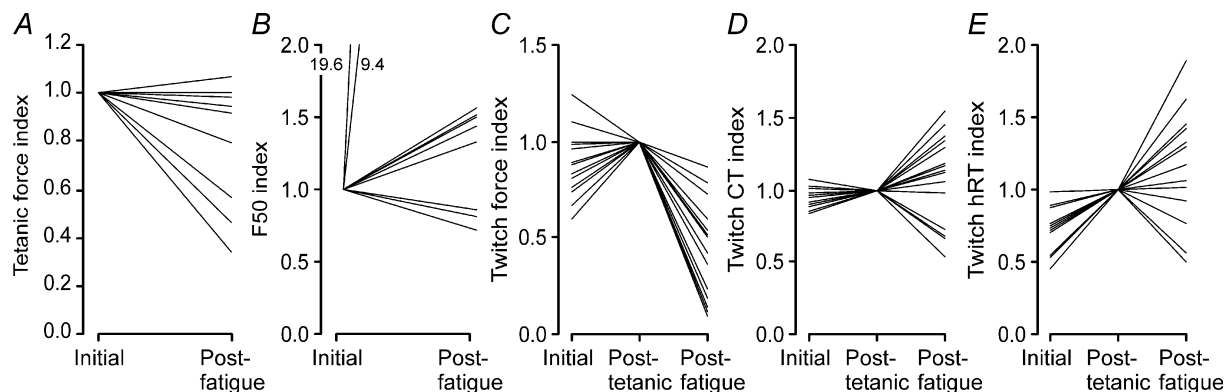 A
Tetanic force index
1.2
1.0
0.8
0.6
0.4
0.2
0.0
Initial
Post-
fatigue
B
F50 index
2.0
1.5
1.0
0.5
0.0
19.6
9.4
Initial
Post-
fatigue
C
Twitch force index
1.5
1.0
0.5
0.0
Initial
Post-
tetanic
Post-
fatigue
D
Twitch CT index
2.0
1.5
1.0
0.5
0.0
Initial
Post-
tetanic
Post-
fatigue
E
Twitch hRT index
2.0
1.5
1.0
0.5
0.0
Initial
Post-
tetanic
Post-
fatigue